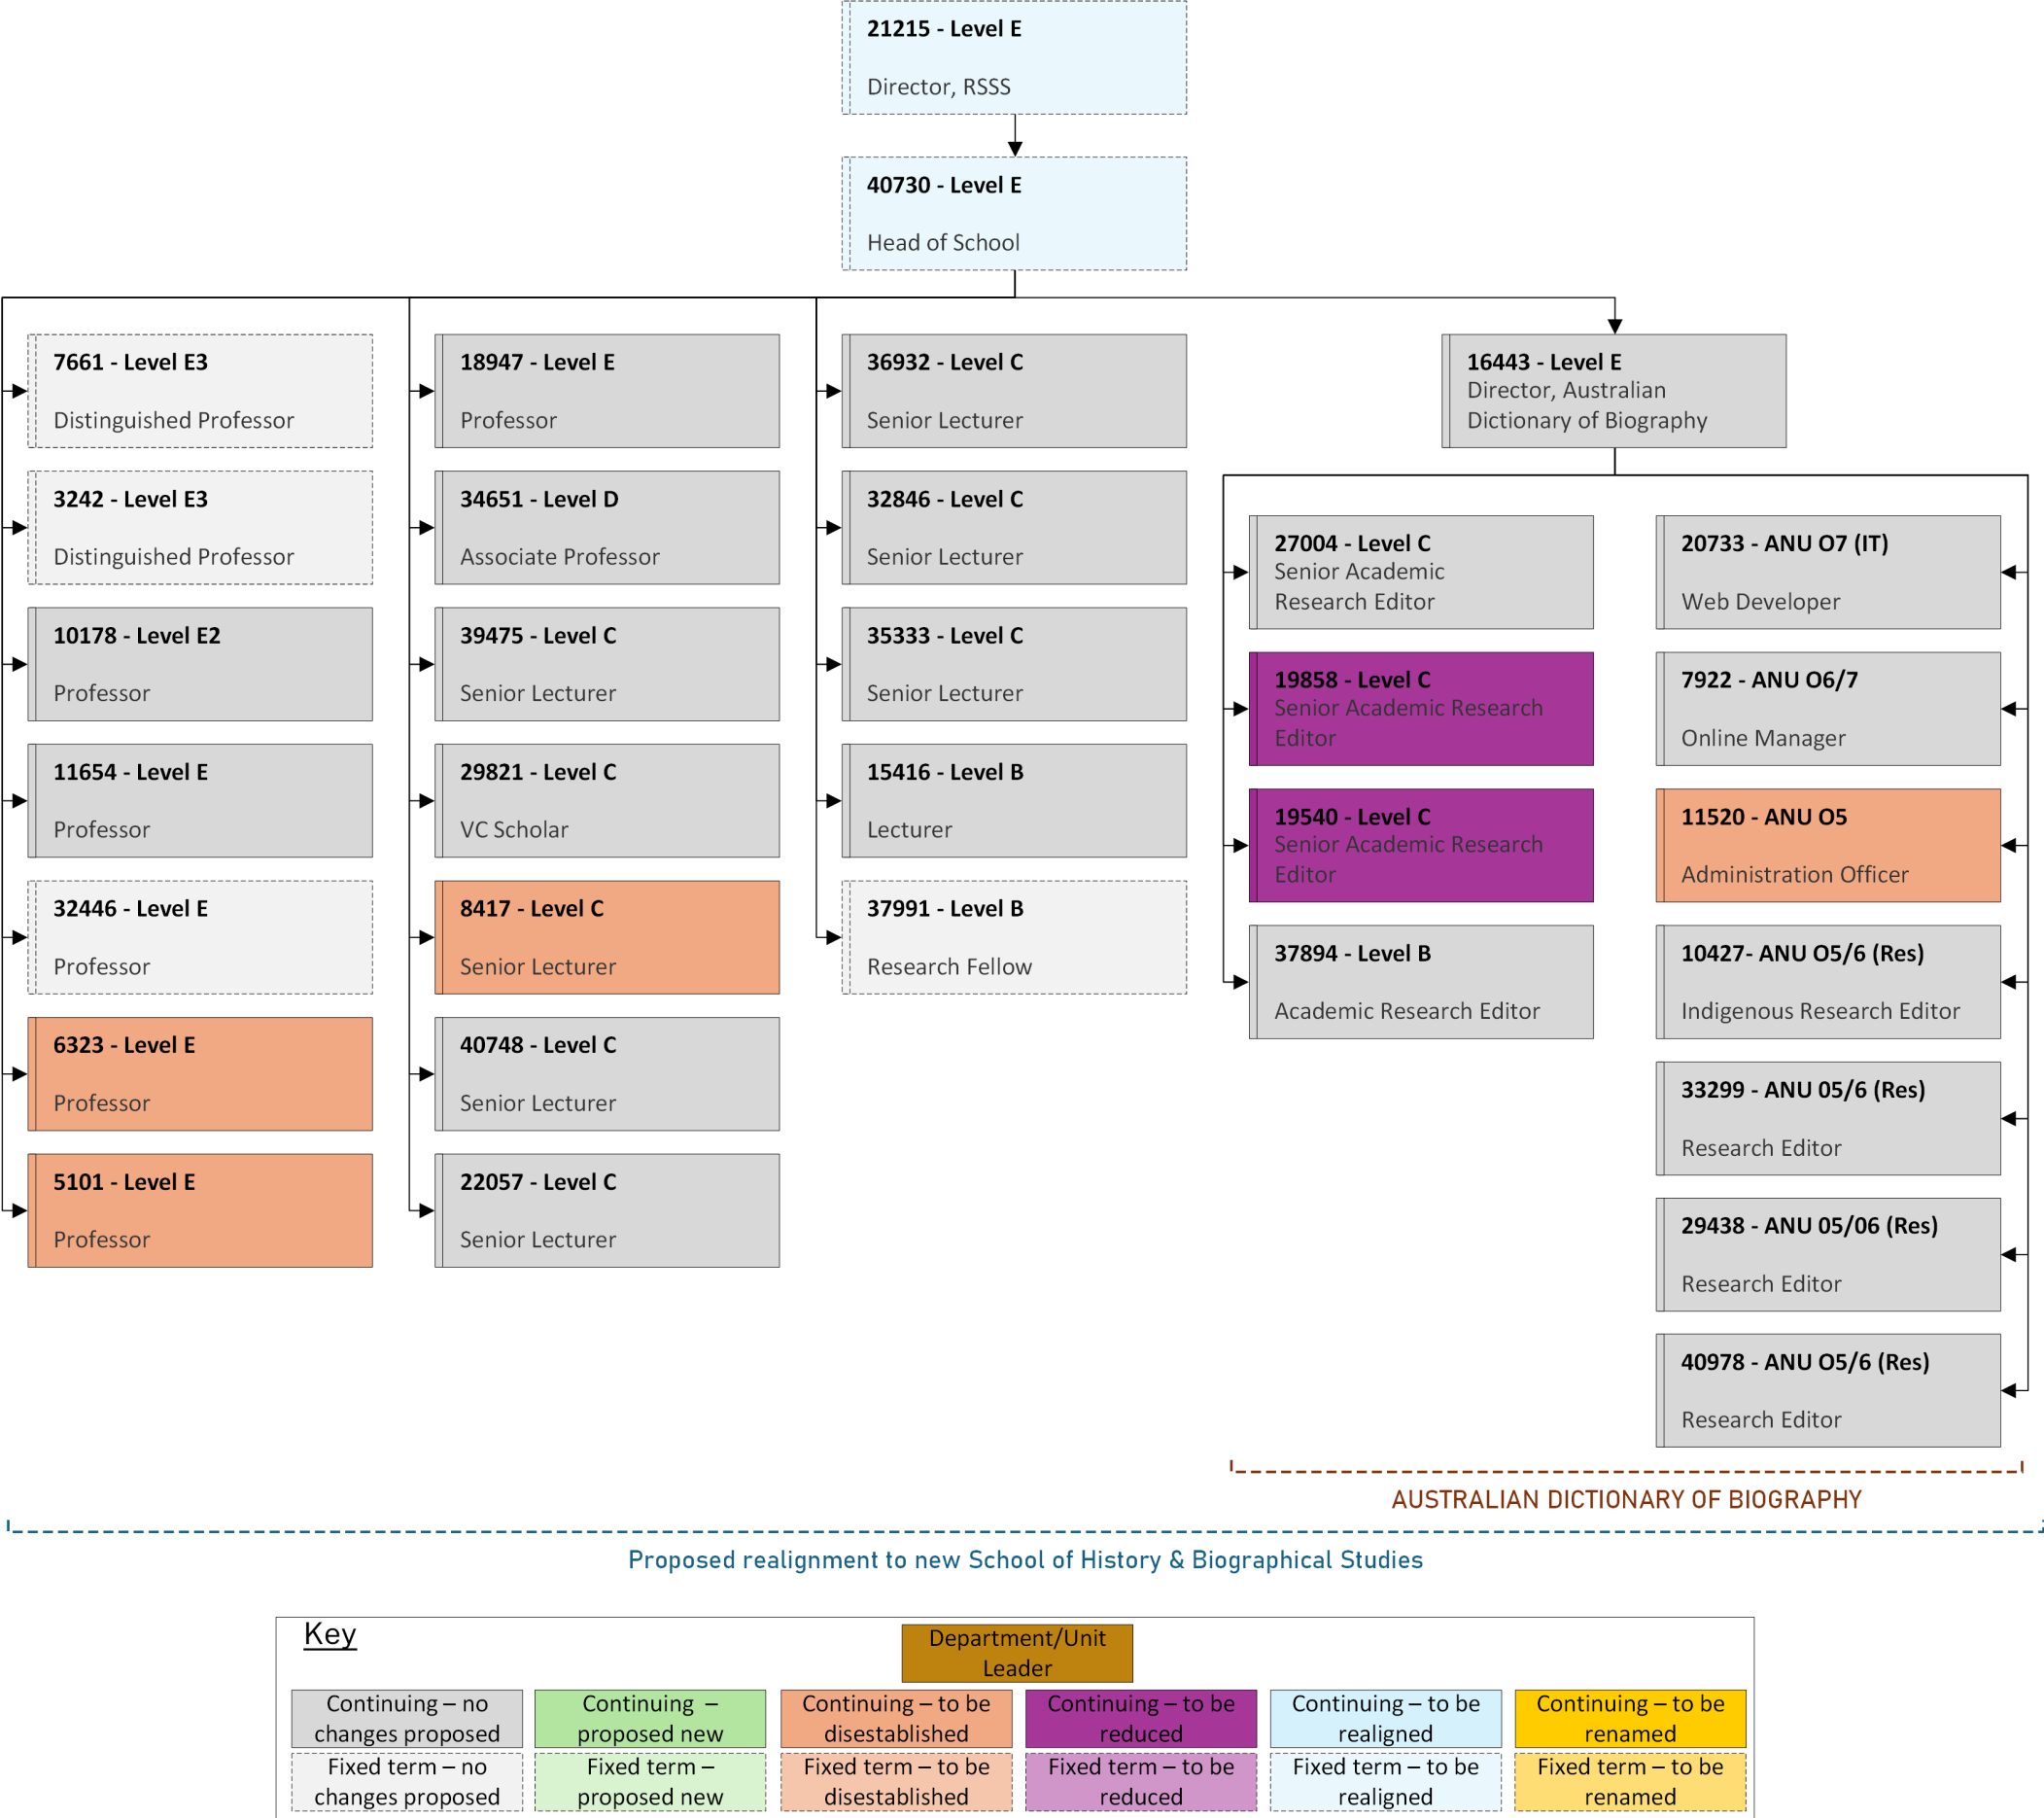 21215 - Level E
Director, RSSS
40730 - Level E
Head of School
7661 - Level E3
Distinguished Professor
3242 - Level E3
Distinguished Professor
10178 - Level E2
Professor
11654 - Level E
Professor
32446 - Level E
Professor
6323 - Level E
Professor
5101 - Level E
Professor
18947 - Level E
Professor
34651 - Level D
Associate Professor
39475 - Level C
Senior Lecturer
29821 - Level C
VC Scholar
8417 - Level C
Senior Lecturer
40748 - Level C
Senior Lecturer
22057 - Level C
Senior Lecturer
36932 - Level C
Senior Lecturer
32846 - Level C
Senior Lecturer
35333 - Level C
Senior Lecturer
15416 - Level B
Lecturer
37991 - Level B
Research Fellow
16443 - Level E
Director, Australian
Dictionary of Biography
27004 - Level C
Senior Academic
Research Editor
19858 - Level C
Senior Academic Research
Editor
19540 - Level C
Senior Academic Research
Editor
37894 - Level B
Academic Research Editor
20733 - ANU O7 (IT)
Web Developer
7922 - ANU O6/7
Online Manager
11520 - ANU O5
Administration Officer
10427- ANU O5/6 (Res)
Indigenous Research Editor
33299 - ANU 05/6 (Res)
Research Editor
29438 - ANU 05/06 (Res)
Research Editor
40978 - ANU O5/6 (Res)
Research Editor
AUSTRALIAN DICTIONARY OF BIOGRAPHY
Proposed realignment to new School of History & Biographical Studies
Key
Department/Unit
Leader
Continuing – no
changes proposed
Continuing –
proposed new
Continuing – to be
disestablished
Continuing – to be
reduced
Continuing – to be
realigned
Continuing – to be
renamed
Fixed term – no
changes proposed
Fixed term –
proposed new
Fixed term – to be
disestablished
Fixed term – to be
reduced
Fixed term – to be
realigned
Fixed term – to be
renamed